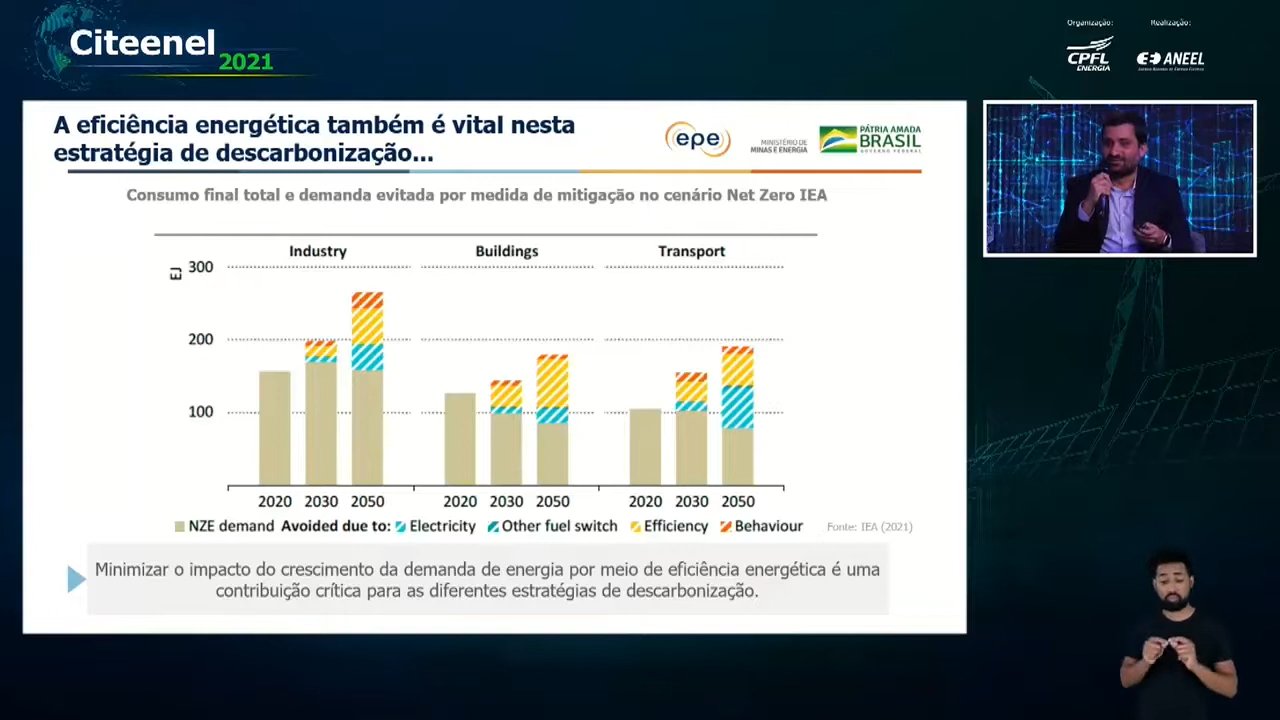 Citeenel
2021
Organização:
Realização:
CPFL
ENERGIA
ANEEL
A eficiência energética também é vital nesta
estratégia de descarbonização...
epe
MINISTÉRIO DE
MINAS E ENERGIA
PÁTRIA AMADA
BRASIL
GOVERNO FEDERAL
Consumo final total e demanda evitada por medida de mitigação no cenário Net Zero IEA
Industry Buildings Transport
EJ
300
200
100
2020 2030 2050 2020 2030 2050 2020 2030 2050
NZE demand Avoided due to: Electricity Other fuel switch Efficiency Behaviour
Fonte: IEA (2021)
Minimizar o impacto do crescimento da demanda de energia por meio de eficiência energética é uma
contribuição crítica para as diferentes estratégias de descarbonização.